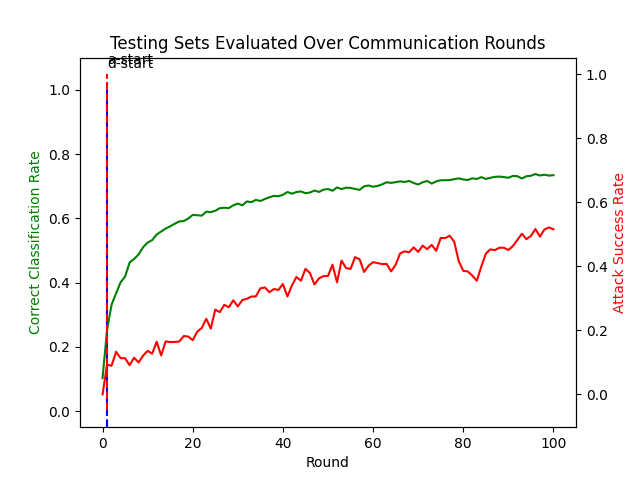 Testing Sets Evaluated Over Communication Rounds
a-start
d-start
1.0
0.8
0.6
0.4
0.2
0.0
Correct Classification Rate
1.0
0.8
0.6
0.4
0.2
0.0
Attack Success Rate
0 20 40 60 80 100
Round